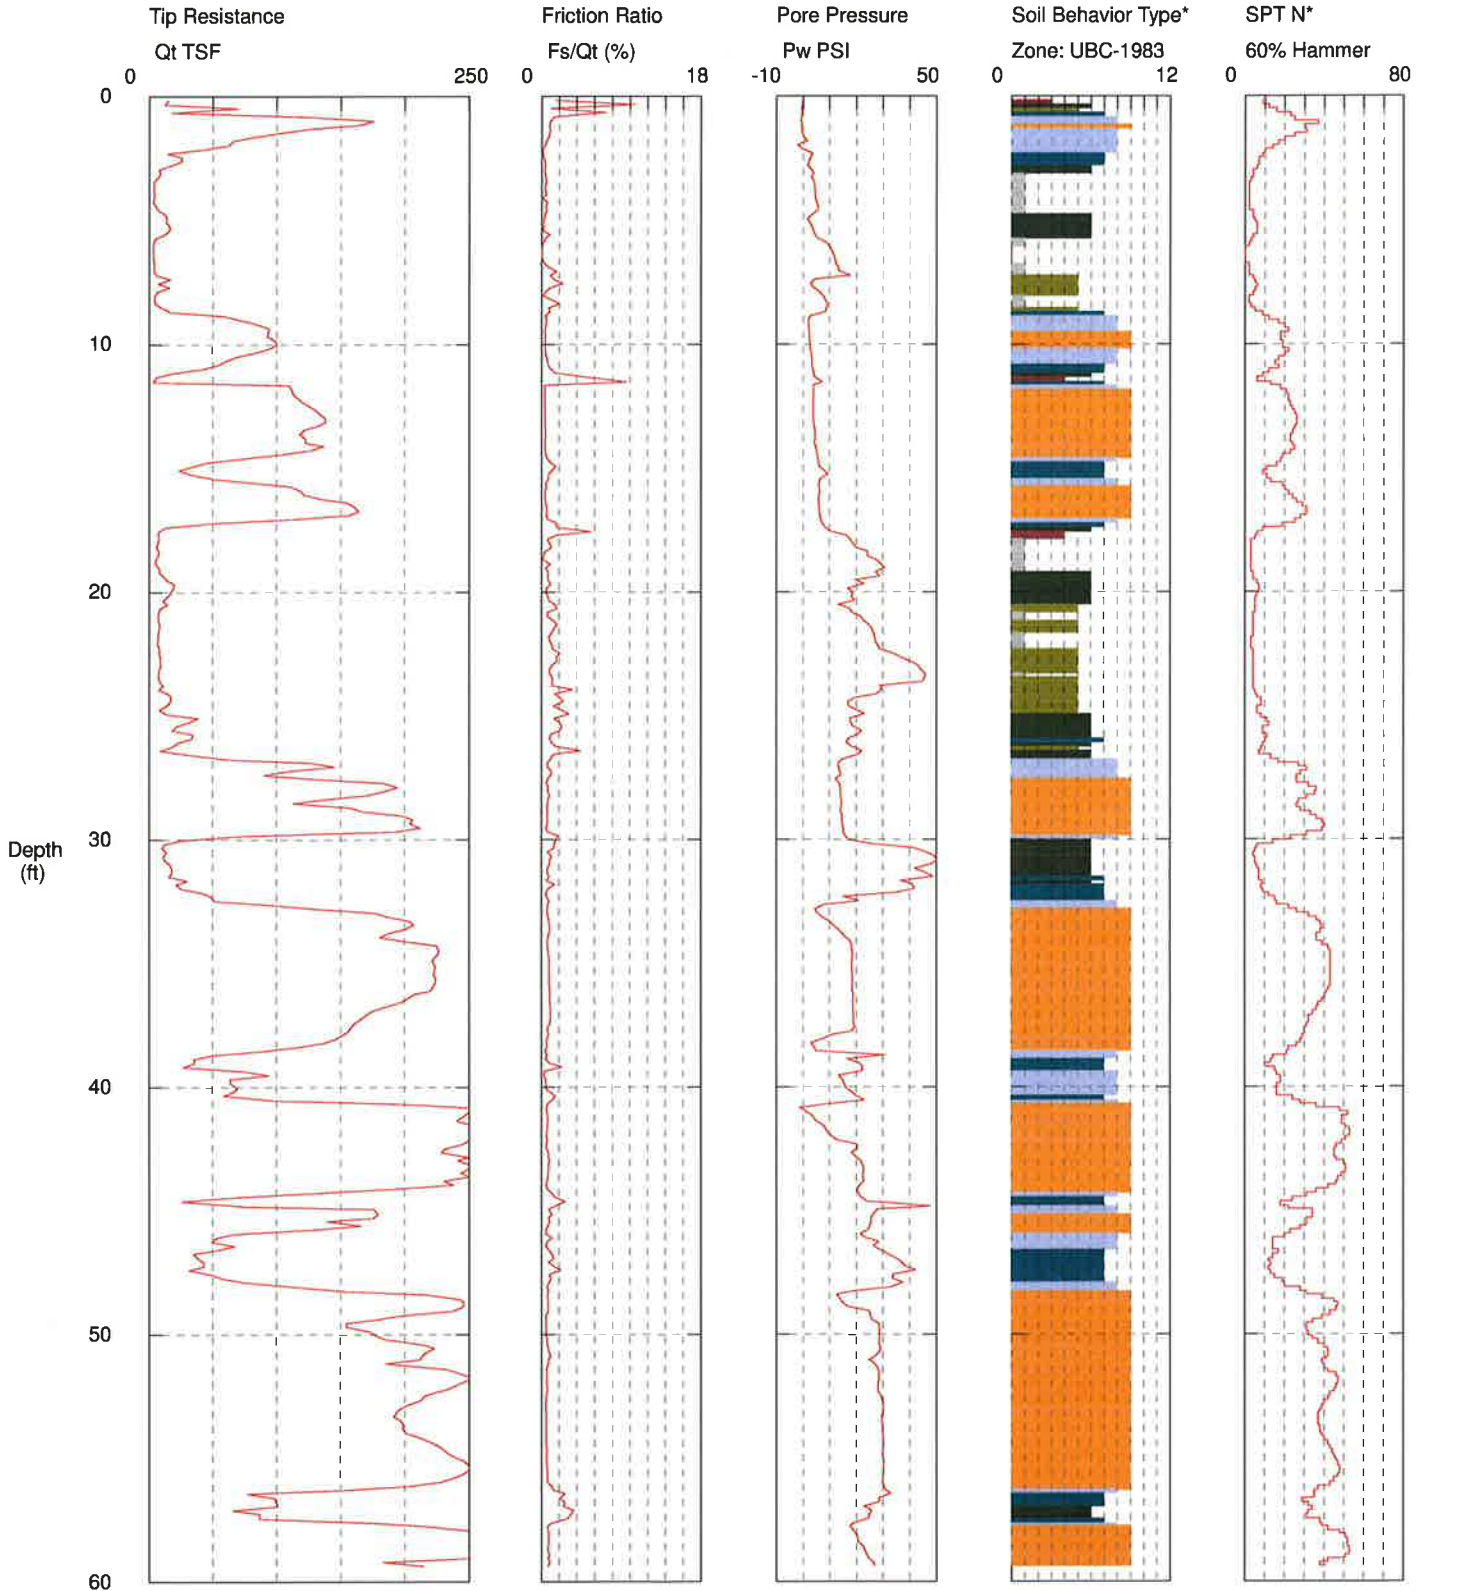 Tip Resistance
Qt TSF
0 250
Friction Ratio
Fs/Qt (%)
0 18
Pore Pressure
Pw PSI
-10 50
Soil Behavior Type*
Zone: UBC-1983
0 12
SPT N*
60% Hammer
0 80
0
10
20
30
Depth
(ft)
40
50
60